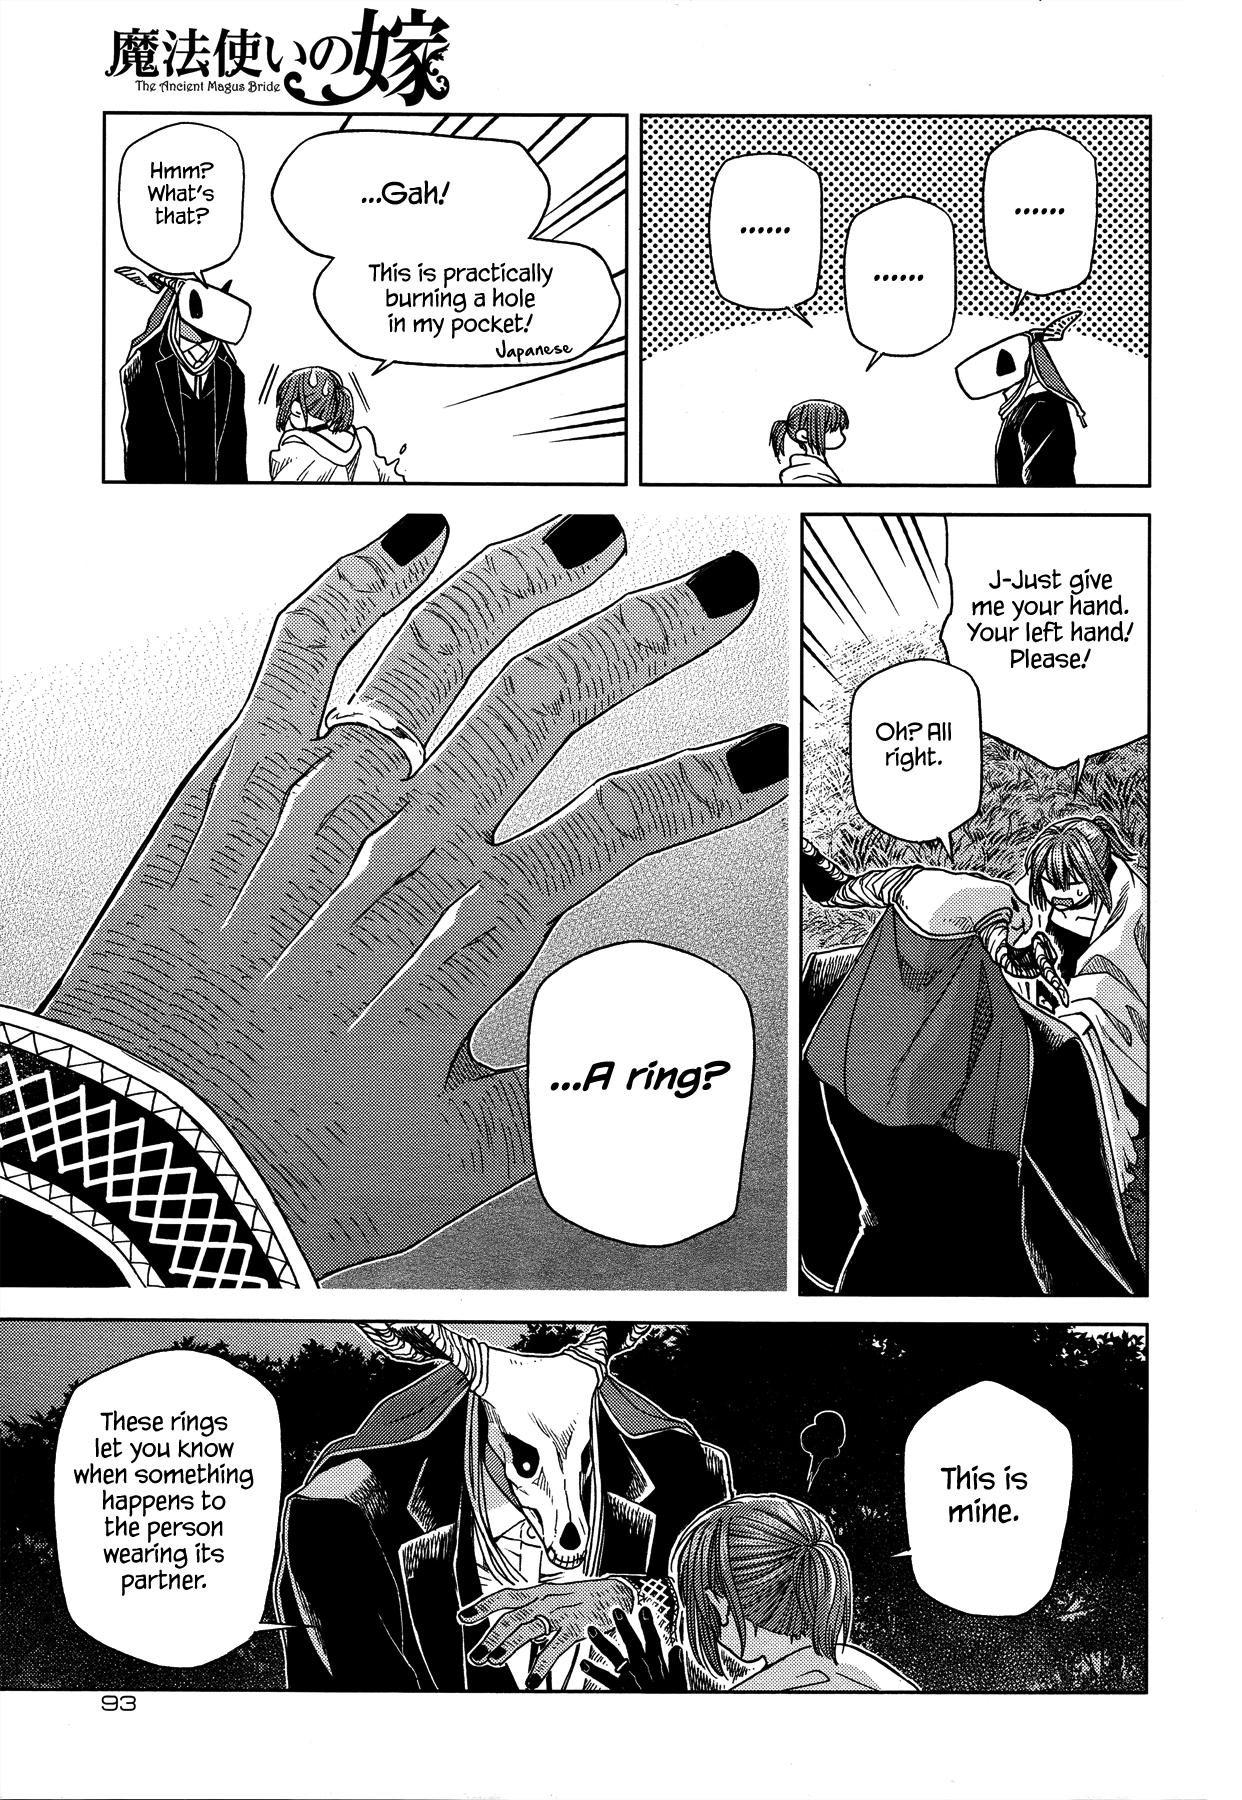 魔法使いの嫁
The Ancient Magus Bride
......
......
......
...Gah!
This is practically
burning a hole
in my pocket!
Japanese
Hmm?
What's
that?
J-Just give
me your hand.
Your left hand!
Please!
Oh? All
right.
...A ring?
This is
mine.
These rings
let you know
when something
happens to
the person
wearing its
partner.
93